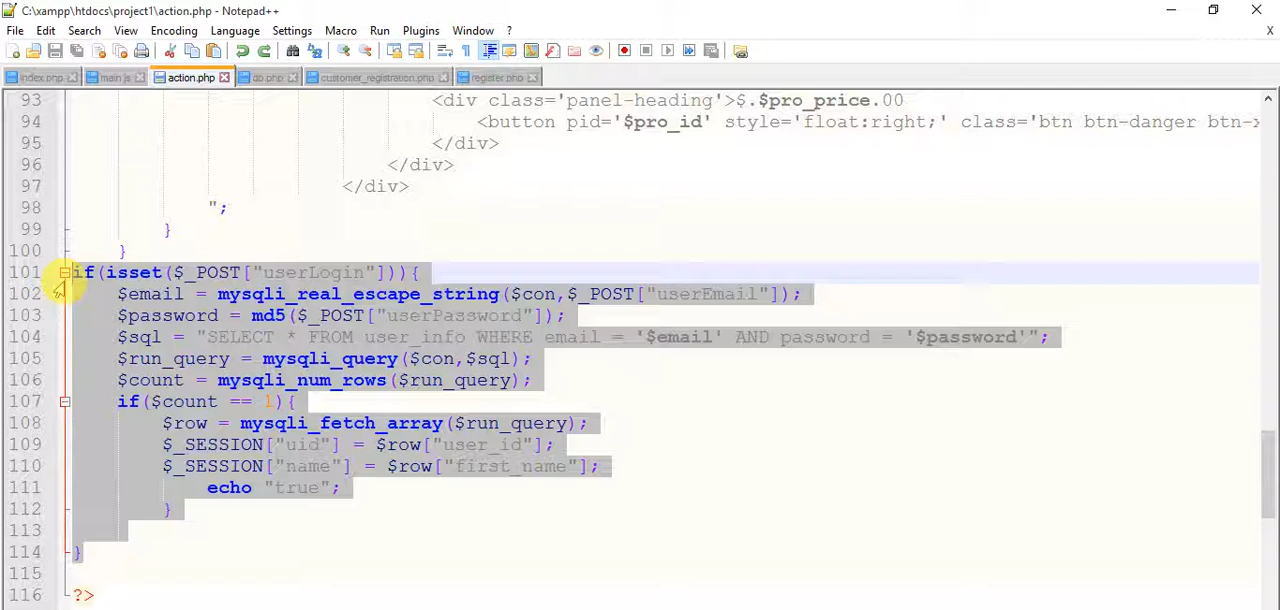 C:\xampp\htdocs\project1\action.php - Notepad++
File Edit Search View Encoding Language Settings Macro Run Plugins Window ? X
index.php main.js action.php db.php customer_registration.php register.php
93 <div class='panel-heading'>$.$pro_price.00
94 <button pid='$pro_id' style='float:right;' class='btn btn-danger btn-
95 </div>
96 </div>
97 </div>
98 ";
99 }
100 }
101 if(isset($_POST["userLogin"])){
102 $email = mysqli_real_escape_string($con,$_POST["userEmail"]);
103 $password = md5($_POST["userPassword"]);
104 $sql = "SELECT * FROM user_info WHERE email = '$email' AND password = '$password'";
105 $run_query = mysqli_query($con,$sql);
106 $count = mysqli_num_rows($run_query);
107 if($count == 1){
108 $row = mysqli_fetch_array($run_query);
109 $_SESSION["uid"] = $row["user_id"];
110 $_SESSION["name"] = $row["first_name"];
111 echo "true";
112 }
113
114 }
115
116 ?>